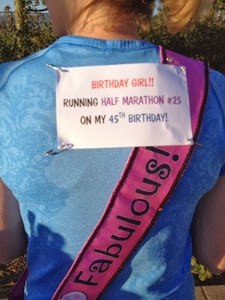 BIRTHDAY GIRL!!
RUNNING HALF MARATHON #25
ON MY 45TH BIRTHDAY!
Fabulous!